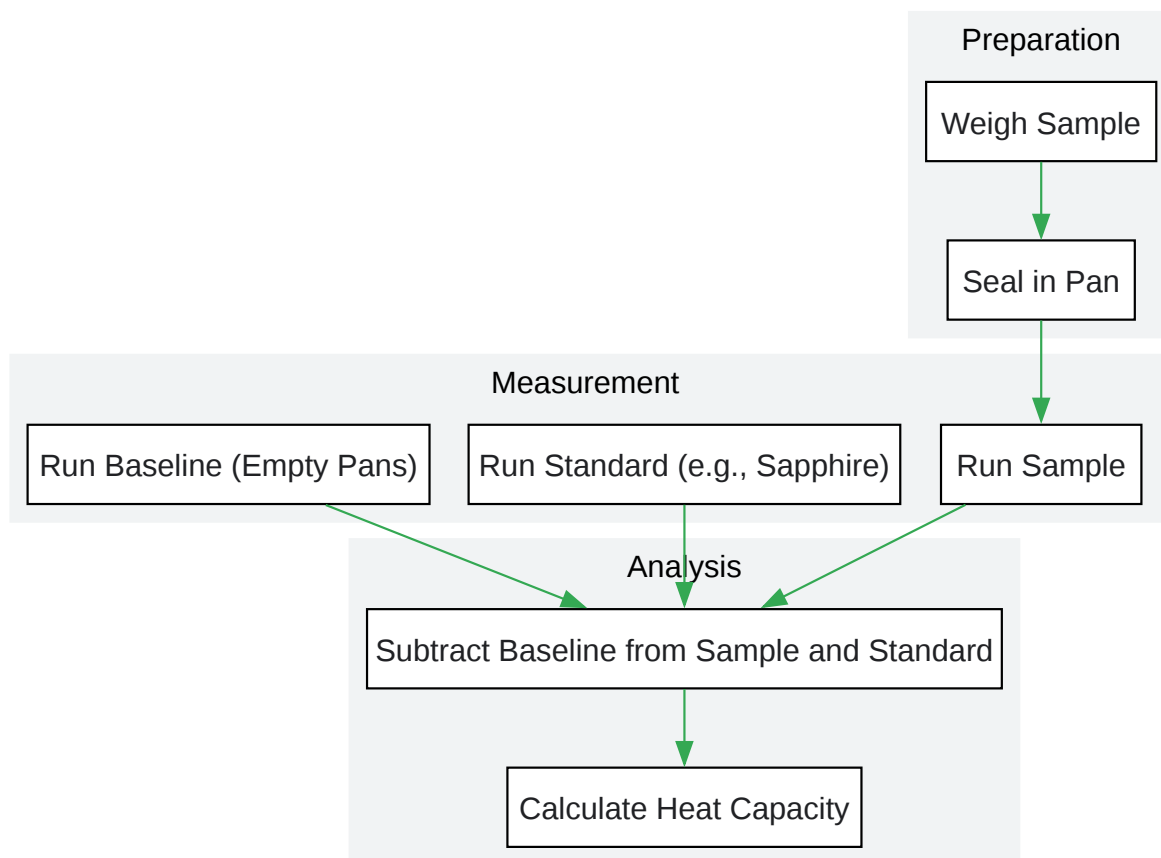 Preparation
Weigh Sample
Seal in Pan
Measurement
Run Baseline (Empty Pans)
Run Standard (e.g., Sapphire)
Run Sample
Analysis
Subtract Baseline from Sample and Standard
Calculate Heat Capacity